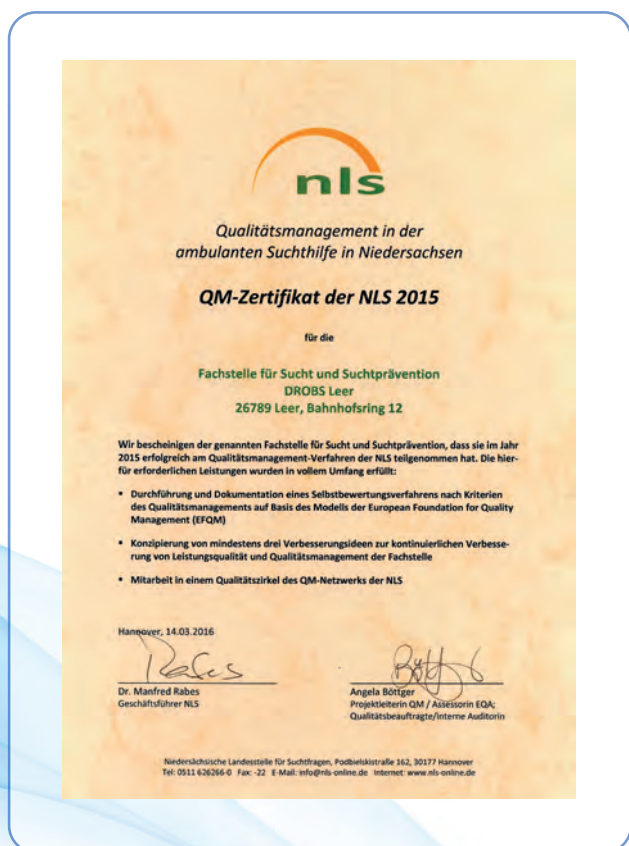 nls
Qualitätsmanagement in der
ambulanten Suchthilfe in Niedersachsen
QM-Zertifikat der NLS 2015
für die
Fachstelle für Sucht und Suchtprävention
DROBS Leer
26789 Leer, Bahnhofsring 12
Wir bescheinigen der genannten Fachstelle für Sucht und Suchtprävention, dass sie im Jahr
2015 erfolgreich am Qualitätsmanagement-Verfahren der NLS teilgenommen hat. Die hier-
für erforderlichen Leistungen wurden in vollem Umfang erfüllt:
• Durchführung und Dokumentation eines Selbstbewertungsverfahrens nach Kriterien
des Qualitätsmanagements auf Basis des Modells der European Foundation for Quality
Management (EFQM)
• Konzipierung von mindestens drei Verbesserungsideen zur kontinuierlichen Verbesse-
rung von Leistungsqualität und Qualitätsmanagement der Fachstelle
• Mitarbeit in einem Qualitätszirkel des QM-Netzwerks der NLS
Hannover, 14.03.2016
Rabes
Dr. Manfred Rabes
Geschäftsführer NLS
Angela Böttger
Projektleiterin QM / Assessorin EQA;
Qualitätsbeauftragte/interne Auditorin
Niedersächsische Landesstelle für Suchtfragen, Podbielskistraße 162, 30177 Hannover
Tel: 0511 626266-0 Fax: -22 E-Mail: info@nls-online.de Internet: www.nls-online.de